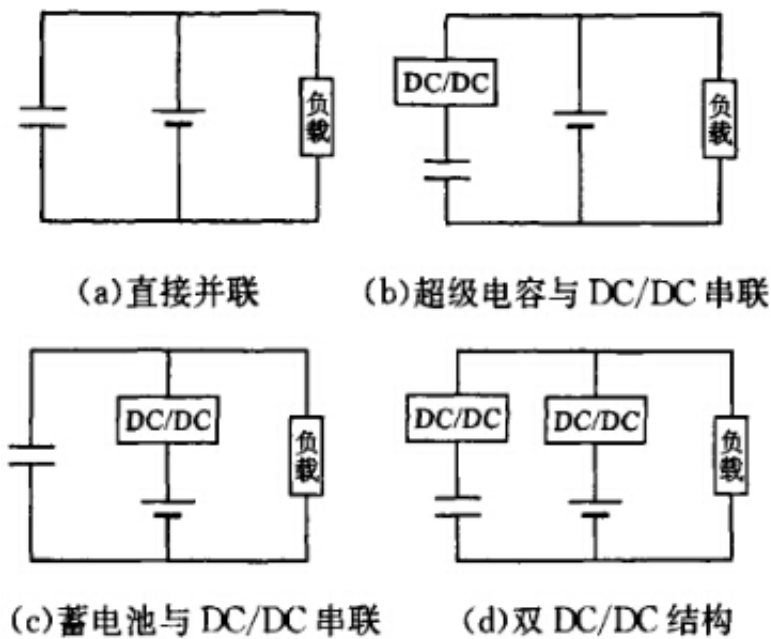 负载
DC/DC
负载
(a)直接并联
(b)超级电容与 DC/DC 串联
DC/DC
负载
DC/DC
DC/DC
负载
(c)蓄电池与 DC/DC 串联
(d)双 DC/DC 结构